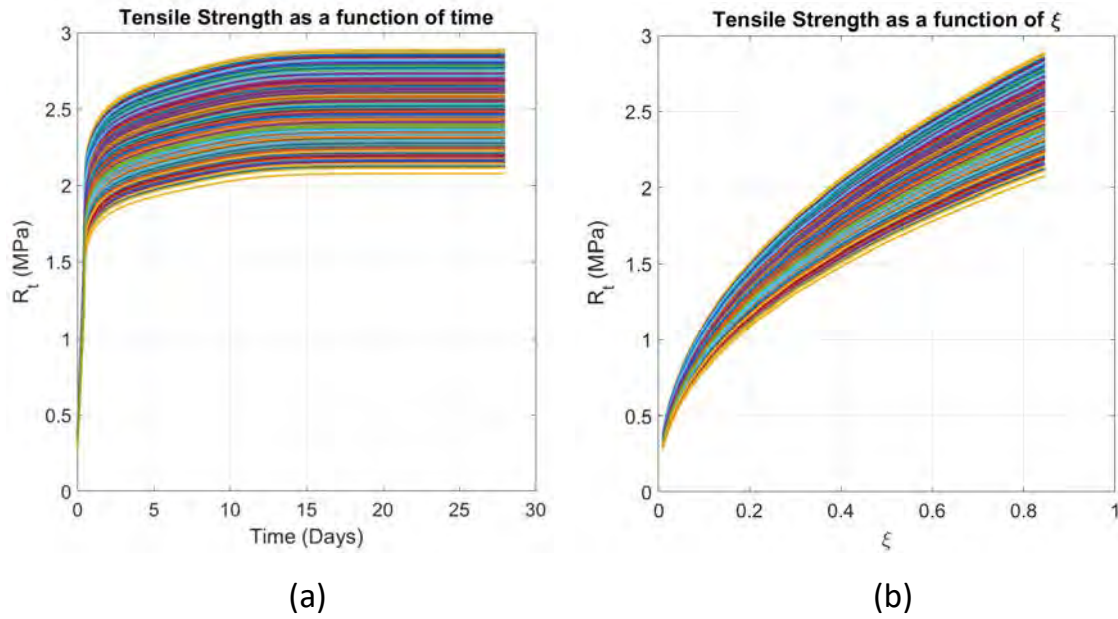 Tensile Strength as a function of time
3
2.5
2
1.5
1
0.5
0
R_t (MPa)
0 5 10 15 20 25 30
Time (Days)
(a)
Tensile Strength as a function of ξ
3
2.5
2
1.5
1
0.5
0
R_t (MPa)
0 0.2 0.4 0.6 0.8 1
ξ
(b)